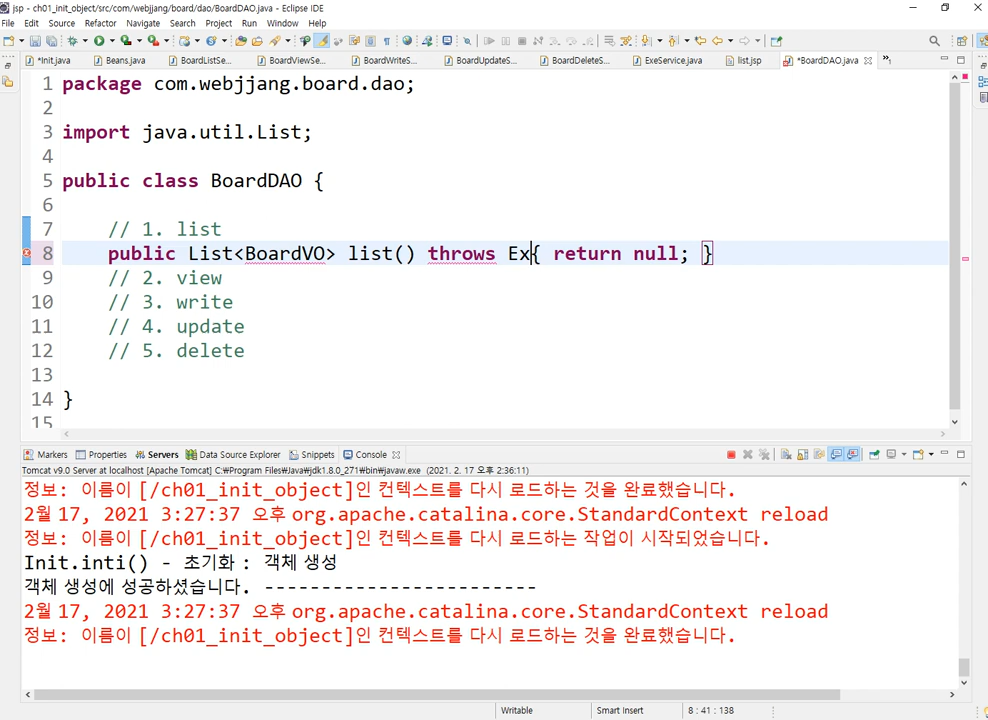 jsp - ch01_init_object/src/com/webjjang/board/dao/BoardDAO.java - Eclipse IDE
File Edit Source Refactor Navigate Search Project Run Window Help
*Init.java Beans.java BoardListSe... BoardViewSe... BoardWriteS... BoardUpdateS... BoardDeleteS... ExeService.java list.jsp *BoardDAO.java
1 package com.webjjang.board.dao;
2
3 import java.util.List;
4
5 public class BoardDAO {
6
7 // 1. list
8 public List<BoardVO> list() throws Ex{ return null; }
9 // 2. view
10 // 3. write
11 // 4. update
12 // 5. delete
13
14 }
15
Markers Properties Servers Data Source Explorer Snippets Console
Tomcat v9.0 Server at localhost [Apache Tomcat] C:₩Program Files₩Java₩jdk1.8.0_271₩bin₩javaw.exe (2021. 2. 17 오후 2:36:11)
정보: 이름이 [/ch01_init_object]인 컨텍스트를 다시 로드하는 것을 완료했습니다.
2월 17, 2021 3:27:37 오후 org.apache.catalina.core.StandardContext reload
정보: 이름이 [/ch01_init_object]인 컨텍스트를 다시 로드하는 작업이 시작되었습니다.
Init.inti() - 초기화 : 객체 생성
객체 생성에 성공하셨습니다. ------------------------
2월 17, 2021 3:27:37 오후 org.apache.catalina.core.StandardContext reload
정보: 이름이 [/ch01_init_object]인 컨텍스트를 다시 로드하는 것을 완료했습니다.
Writable Smart Insert 8 : 41 : 138